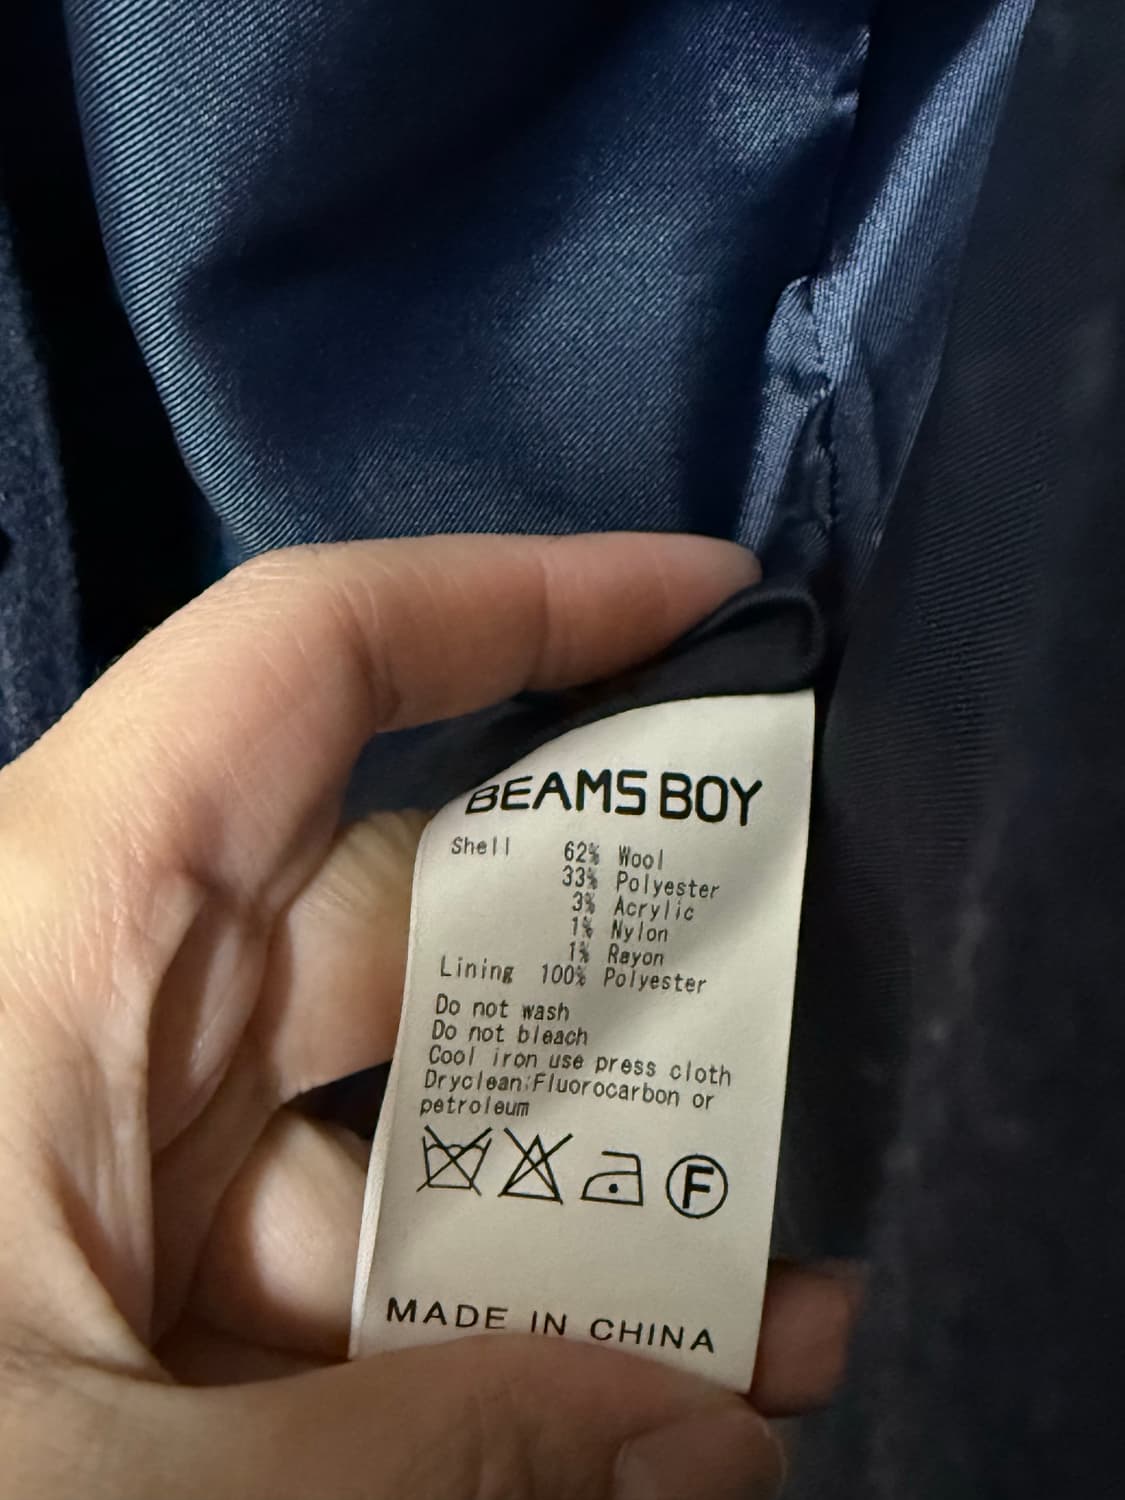 BEAMS BOY
Shell 62% Wool
33% Polyester
3% Acrylic
1% Nylon
1% Rayon
Lining 100% Polyester
Do not wash
Do not bleach
Cool iron use press cloth
Dryclean:Fluorocarbon or
petroleum
F
MADE IN CHINA